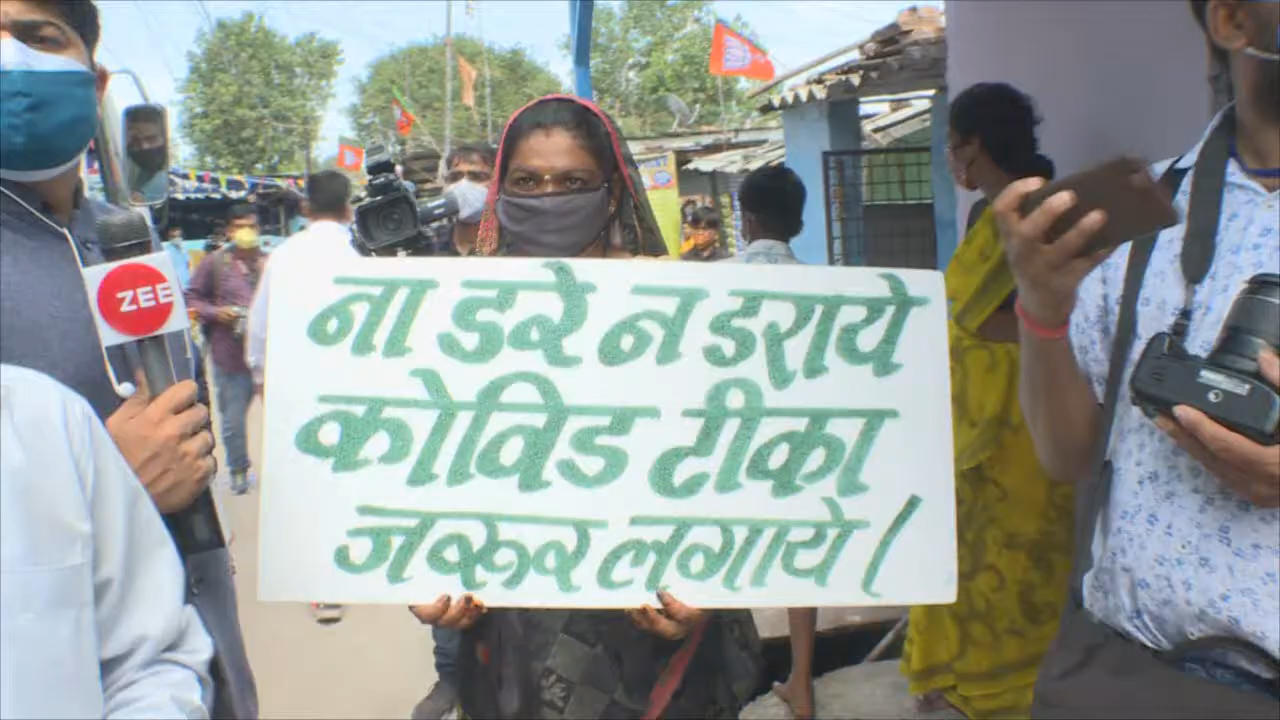 ZEE
ना डरे न डराये
कोविड टीका
जरूर लगाये /